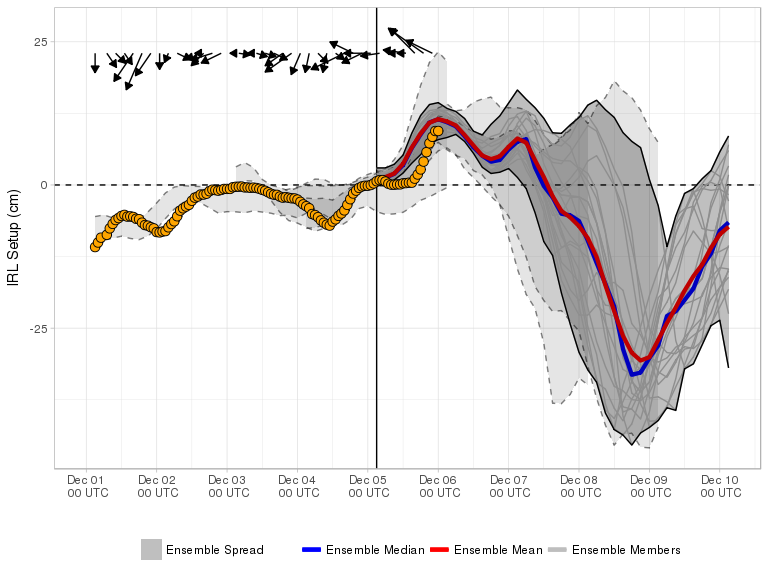 25
0
-25
IRL Setup (cm)
Dec 01 Dec 02 Dec 03 Dec 04 Dec 05 Dec 06 Dec 07 Dec 08 Dec 09 Dec 10
00 UTC 00 UTC 00 UTC 00 UTC 00 UTC 00 UTC 00 UTC 00 UTC 00 UTC 00 UTC
Ensemble Spread Ensemble Median Ensemble Mean Ensemble Members